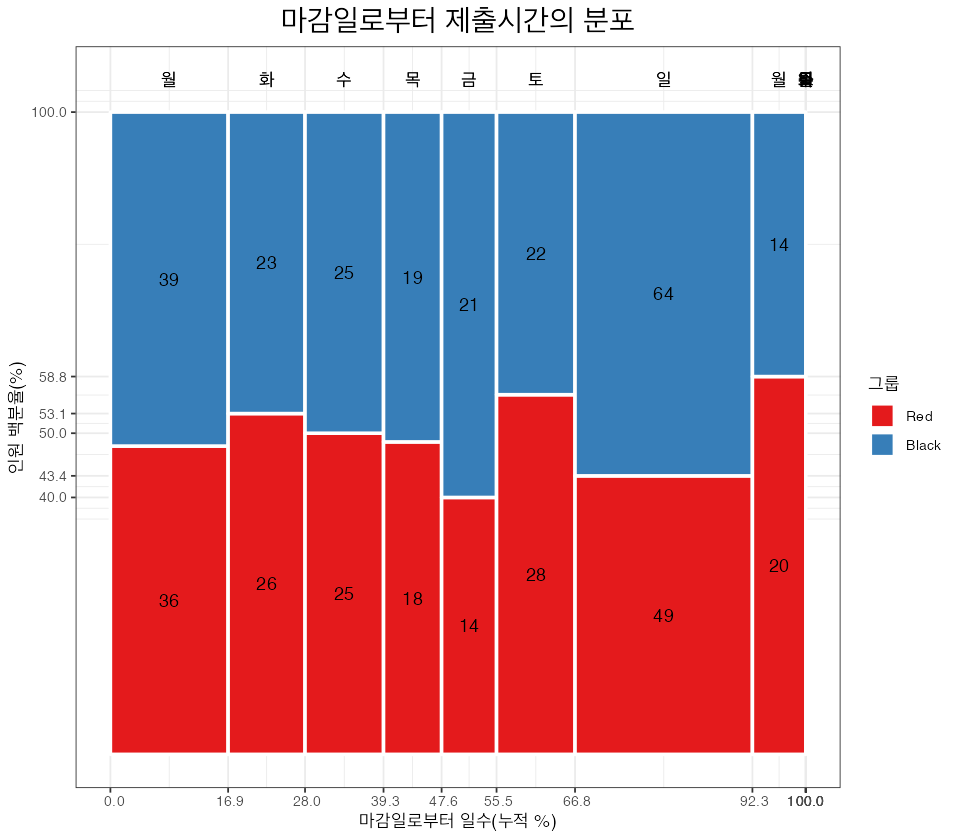 마감일로부터 제출시간의 분포
월 화 수 목 금 토 일 월
100.0
58.8
53.1
50.0
43.4
40.0
인원 백분율(%)
39 23 25 19 21 22 64 14
36 26 25 18 14 28 49 20
0.0 16.9 28.0 39.3 47.6 55.5 66.8 92.3 100.0
마감일로부터 일수(누적 %)
그룹
Red
Black